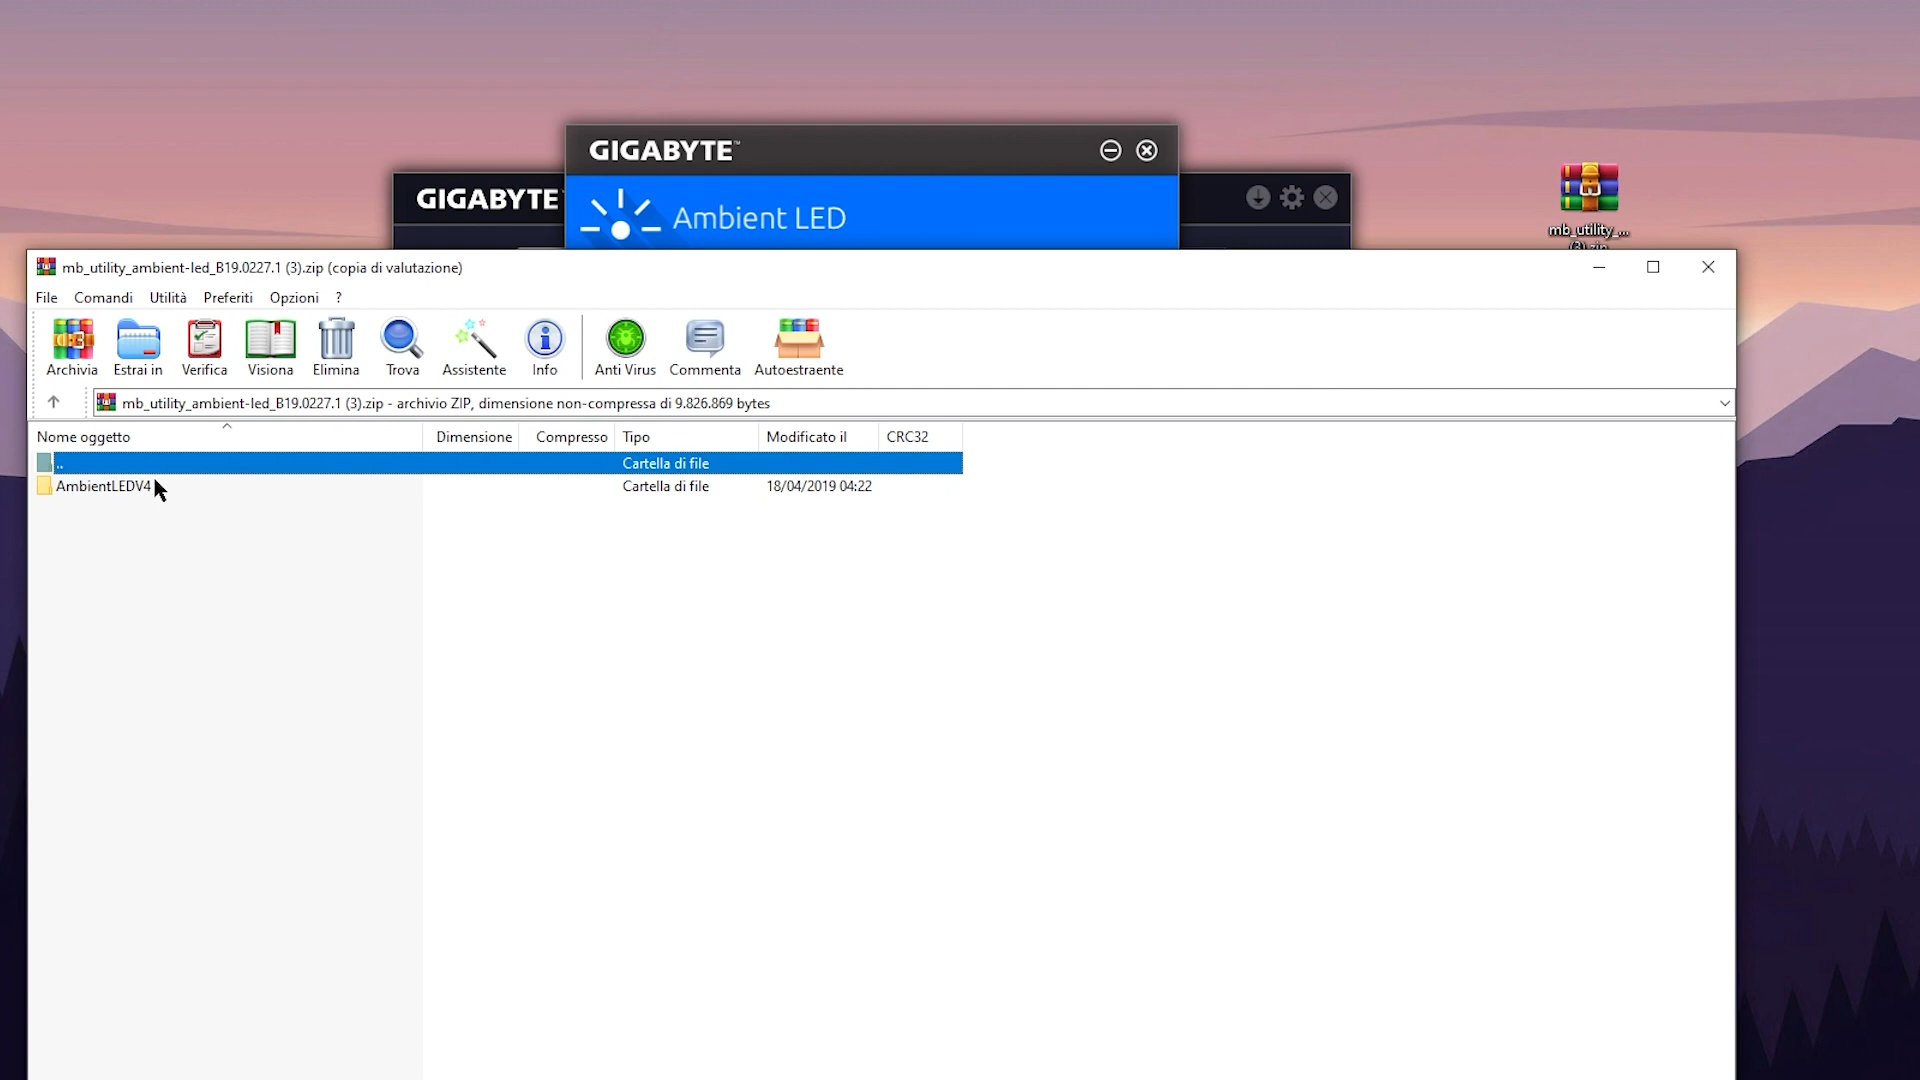 GIGABYTE™
GIGABYTE
Ambient LED
mb_utility_...
(3).zip
mb_utility_ambient-led_B19.0227.1 (3).zip (copia di valutazione)
File Comandi Utilità Preferiti Opzioni ?
Archivia Estrai in Verifica Visiona Elimina Trova Assistente Info Anti Virus Commenta Autoestraente
mb_utility_ambient-led_B19.0227.1 (3).zip - archivio ZIP, dimensione non-compressa di 9.826.869 bytes
Nome oggetto Dimensione Compresso Tipo Modificato il CRC32
.. Cartella di file
AmbientLEDV4 Cartella di file 18/04/2019 04:22